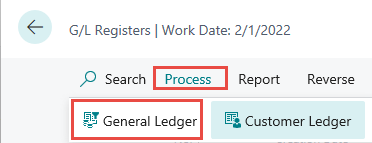 G/L Registers | Work Date: 2/1/2022
Search Process Report Reverse
General Ledger Customer Ledger